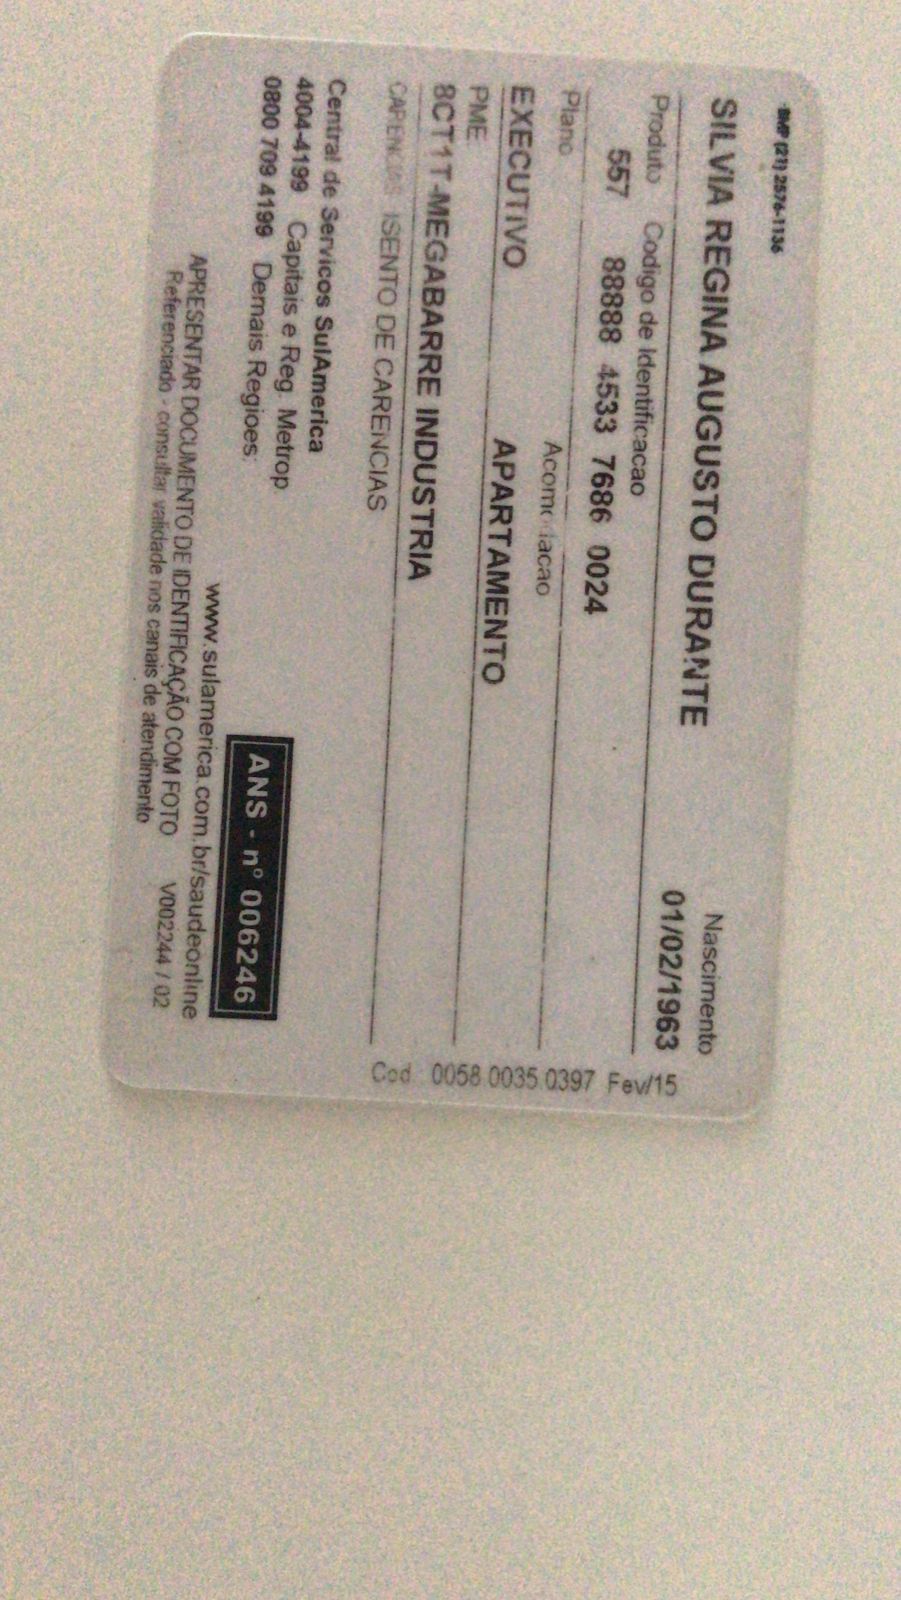 BMP (21) 2576-1136
SILVIA REGINA AUGUSTO DURANTE
Nascimento
Produto Codigo de Identificacao
01/02/1963
557 88888 4533 7686 0024
Plano Acomodacao
EXECUTIVO APARTAMENTO
PME
8CT1T-MEGABARRE INDUSTRIA
CARENCIAS ISENTO DE CARENCIAS
Cod 0058.0035.0397 Fev/15
Central de Servicos SulAmerica
4004-4199 Capitais e Reg. Metrop
0800 709 4199 Demais Regioes
ANS - nº 006246
www.sulamerica.com.br/saudeonline
APRESENTAR DOCUMENTO DE IDENTIFICAÇÃO COM FOTO V002244 / 02
Referenciado - consultar validade nos canais de atendimento